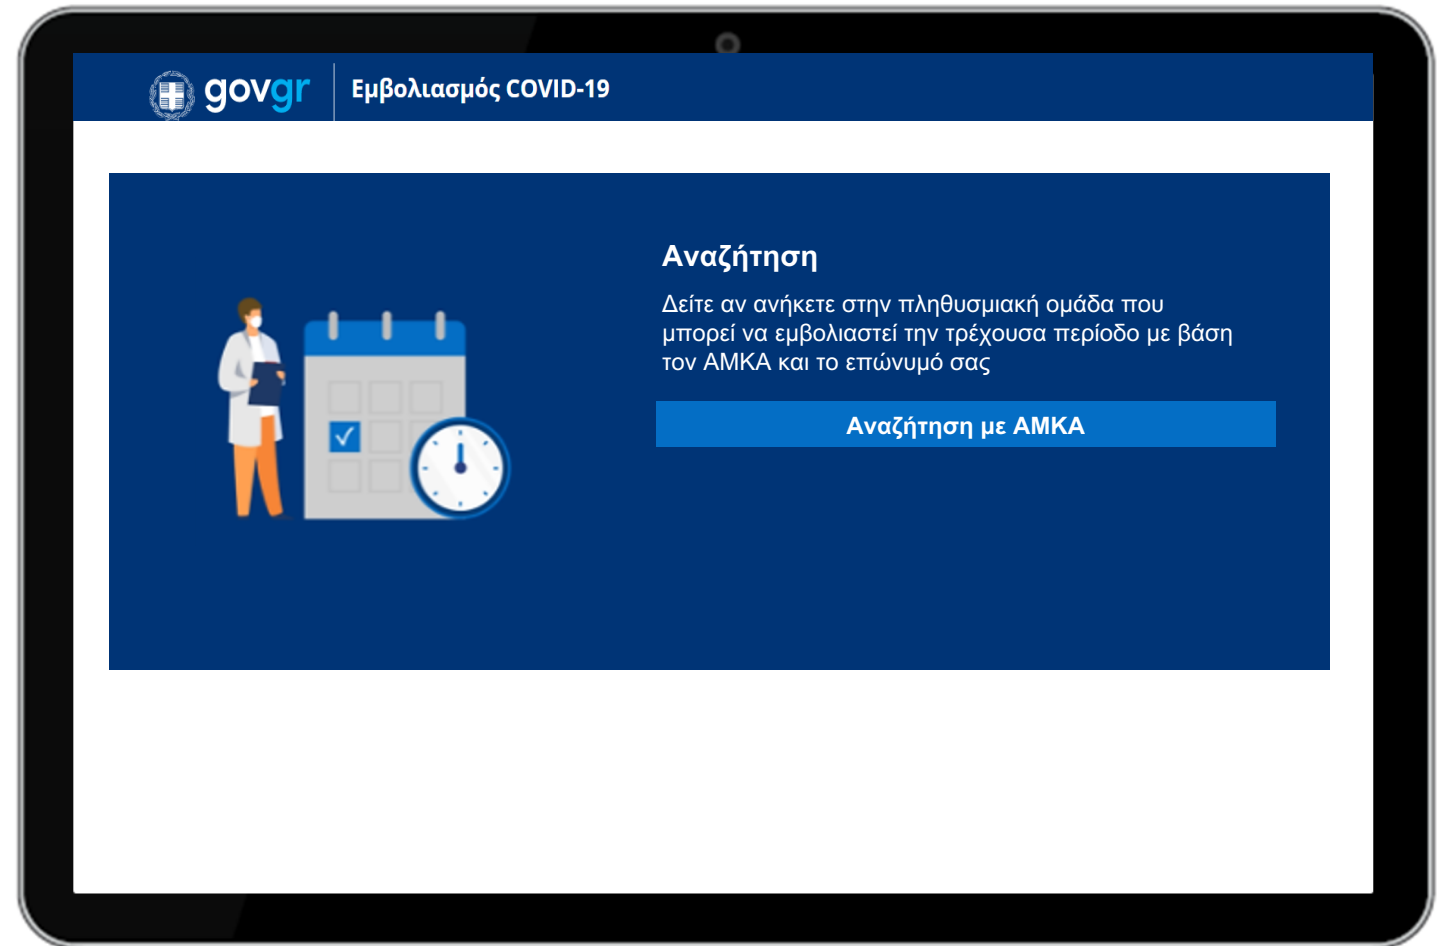 govgr
Εμβολιασμός COVID-19
Αναζήτηση
Δείτε αν ανήκετε στην πληθυσμιακή ομάδα που
μπορεί να εμβολιαστεί την τρέχουσα περίοδο με βάση
τον ΑΜΚΑ και το επώνυμό σας
Αναζήτηση με ΑΜΚΑ